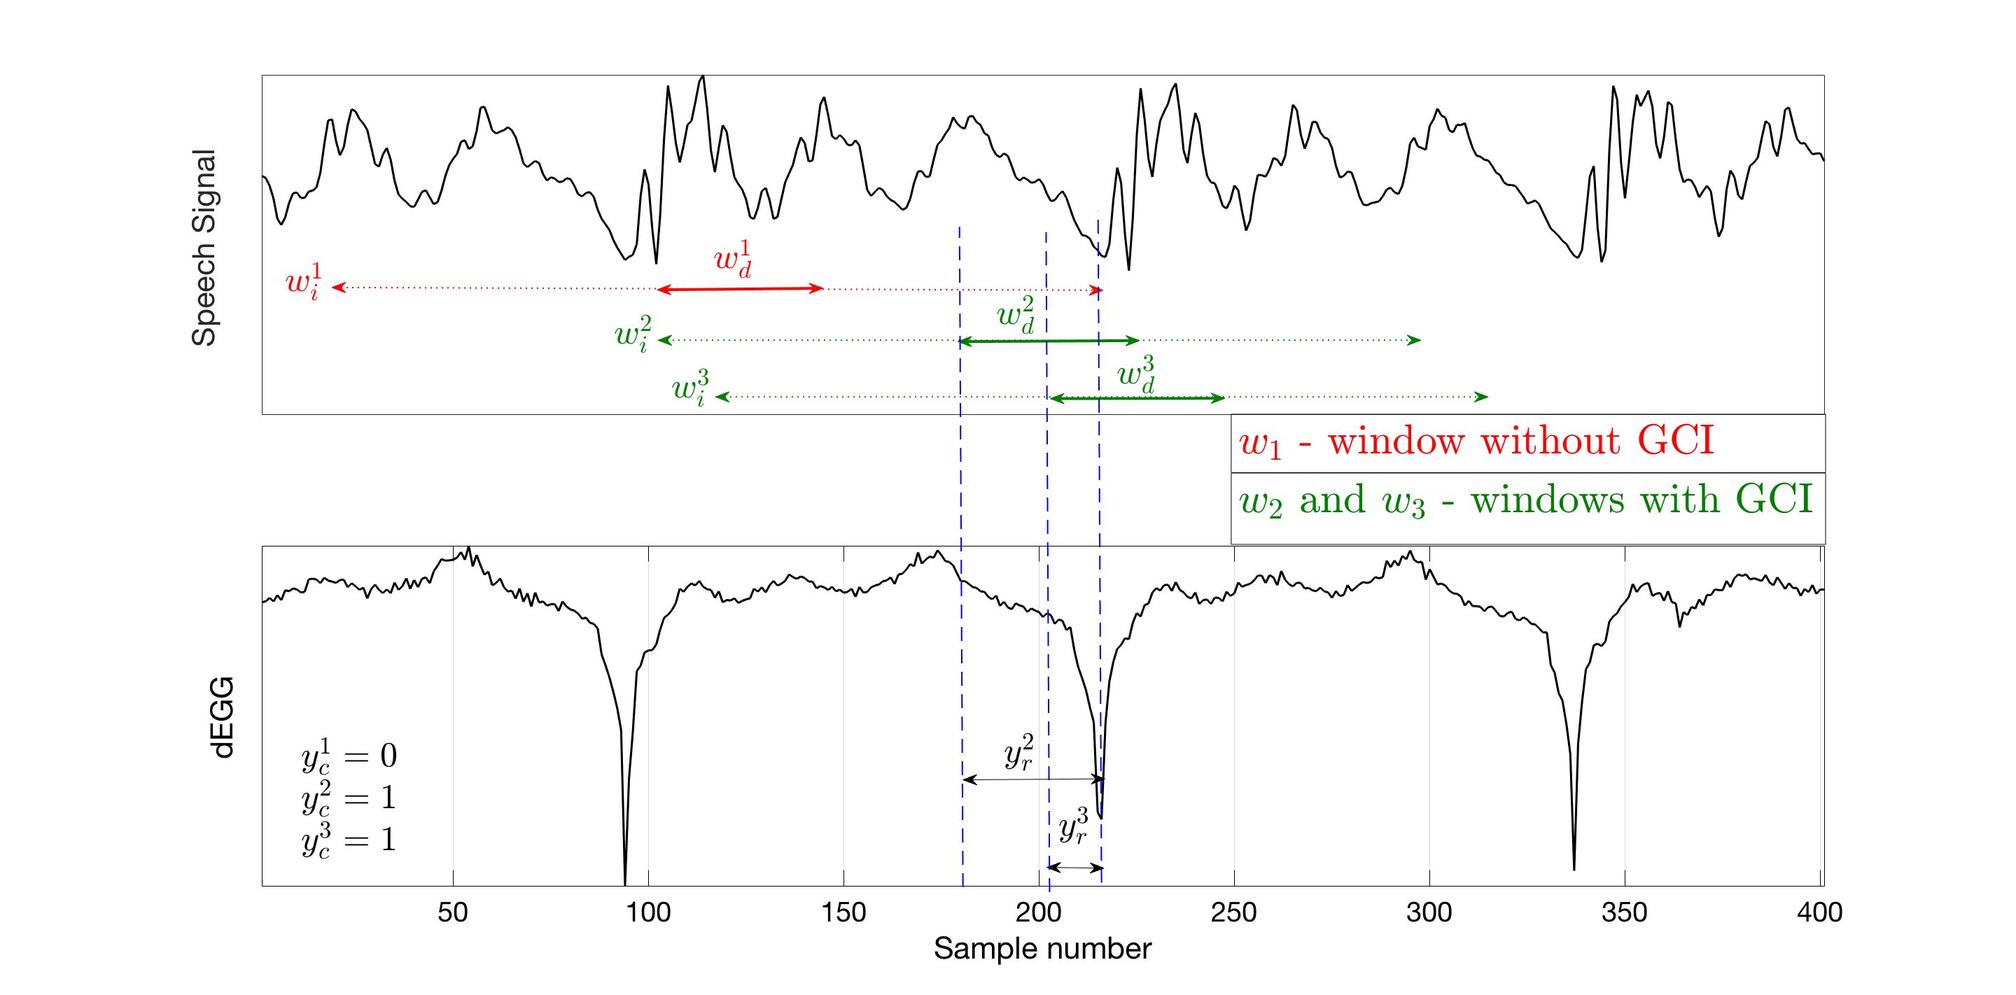 Speech Signal
w_d^1
w_i^1
w_d^2
w_i^2
w_d^3
w_i^3
w_1 - window without GCI
w_2 and w_3 - windows with GCI
dEGG
y_c^1 = 0
y_c^2 = 1
y_c^3 = 1
y_r^2
y_r^3
50 100 150 200 250 300 350 400
Sample number